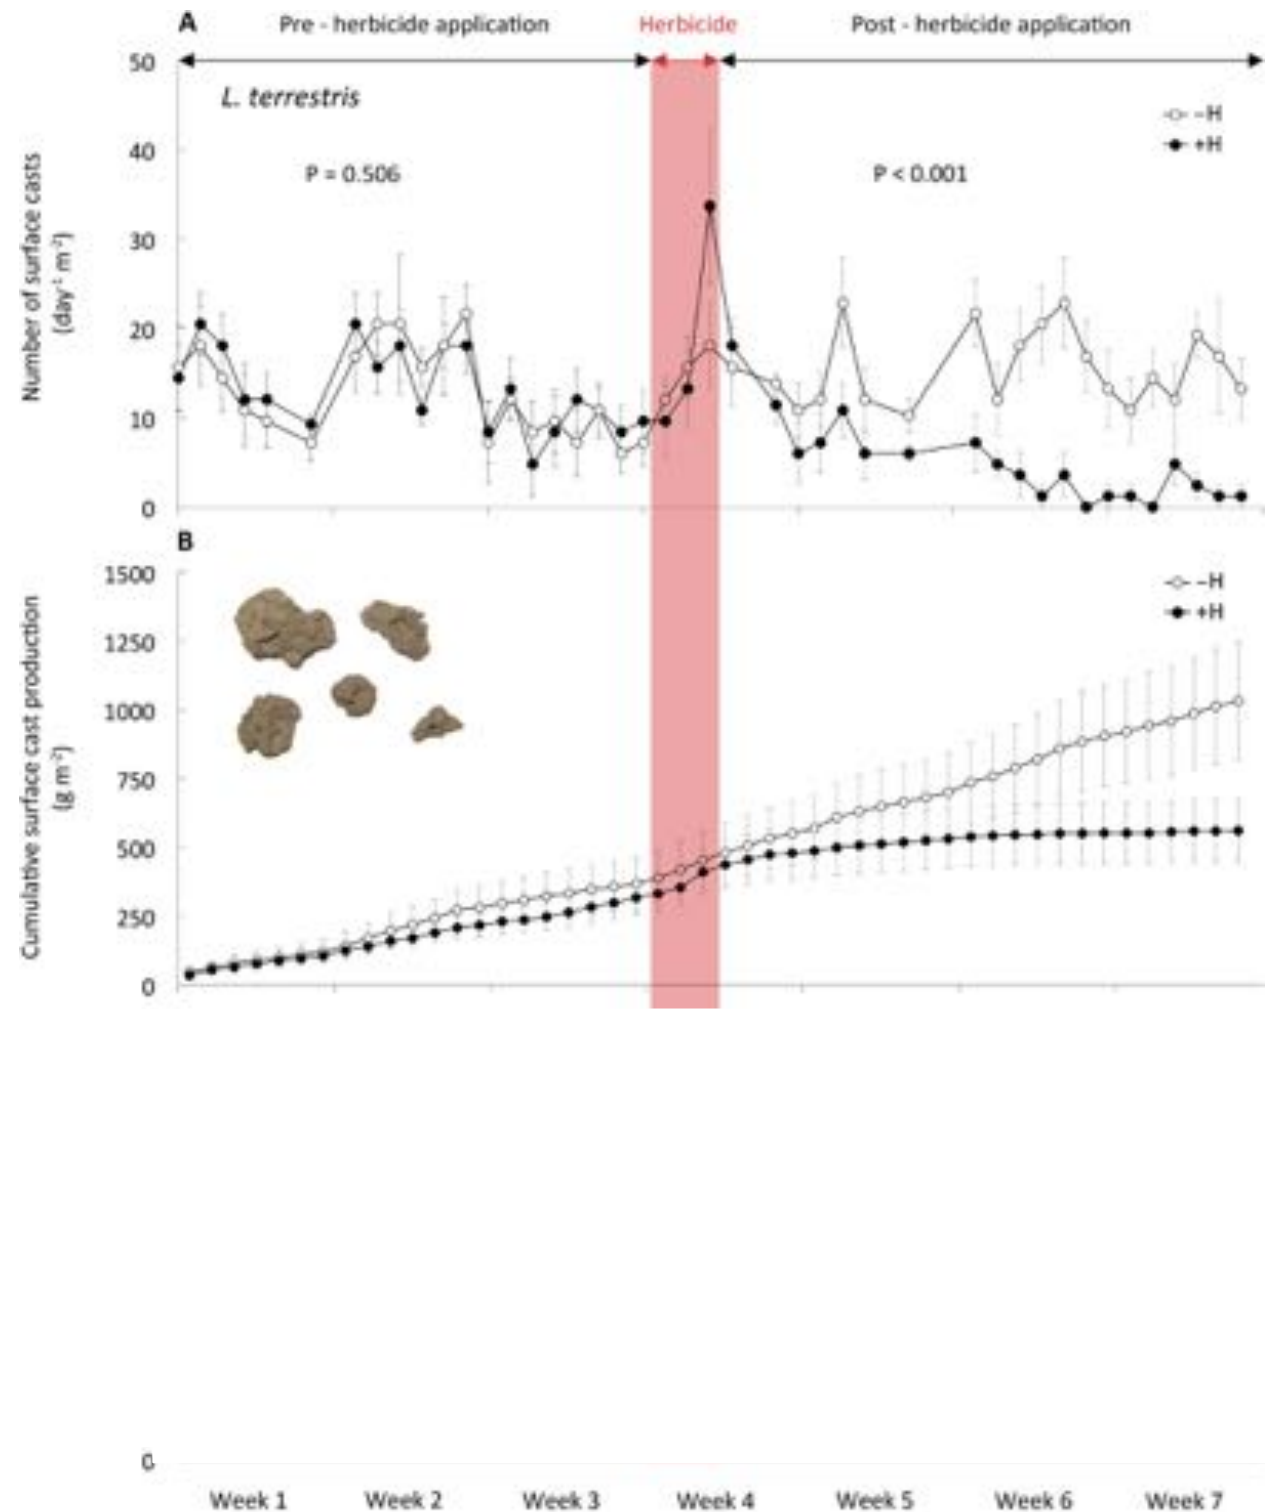 A
Pre - herbicide application
Herbicide
Post - herbicide application
50
L. terrestris
–H
+H
40
P = 0.506
P < 0.001
30
20
10
0
Number of surface casts
(day⁻¹ m⁻²)
B
1500
–H
+H
1250
1000
750
500
250
0
Cumulative surface cast production
(g m⁻²)
Week 1
Week 2
Week 3
Week 4
Week 5
Week 6
Week 7